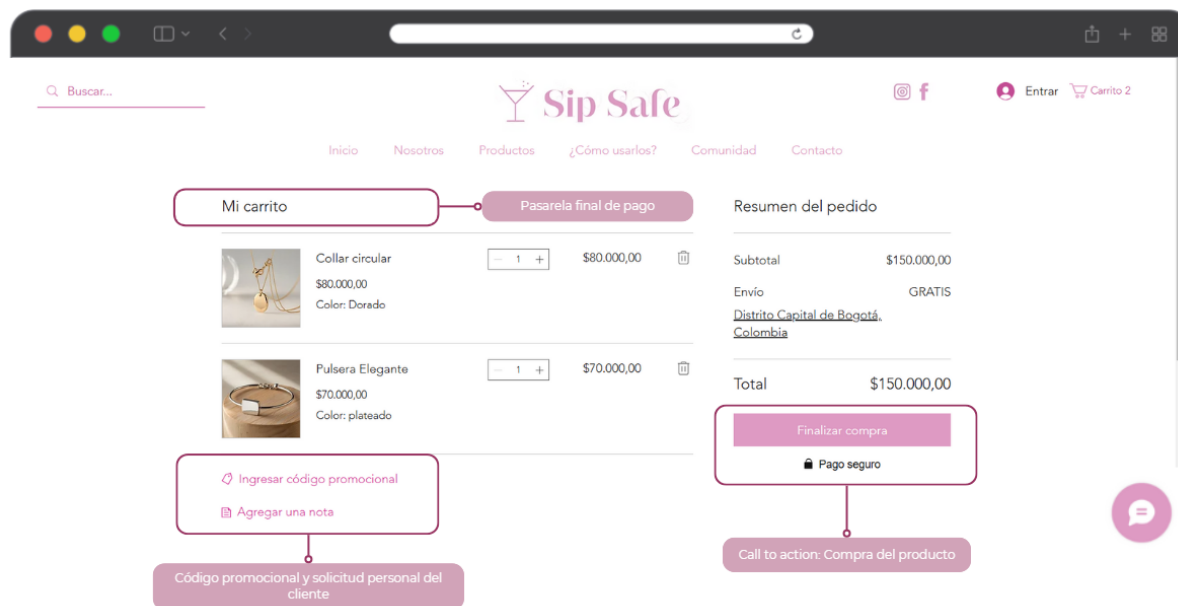 Buscar...
Sip Safe
Entrar
Carrito 2
Inicio Nosotros Productos ¿Cómo usarlos? Comunidad Contacto
Mi carrito
Pasarela final de pago
Collar circular
$80.000,00
Color: Dorado
1
$80.000,00
Pulsera Elegante
$70.000,00
Color: plateado
1
$70.000,00
Ingresar código promocional
Agregar una nota
Código promocional y solicitud personal del
cliente
Resumen del pedido
Subtotal $150.000,00
Envío GRATIS
Distrito Capital de Bogotá,
Colombia
Total $150.000,00
Finalizar compra
Pago seguro
Call to action: Compra del producto